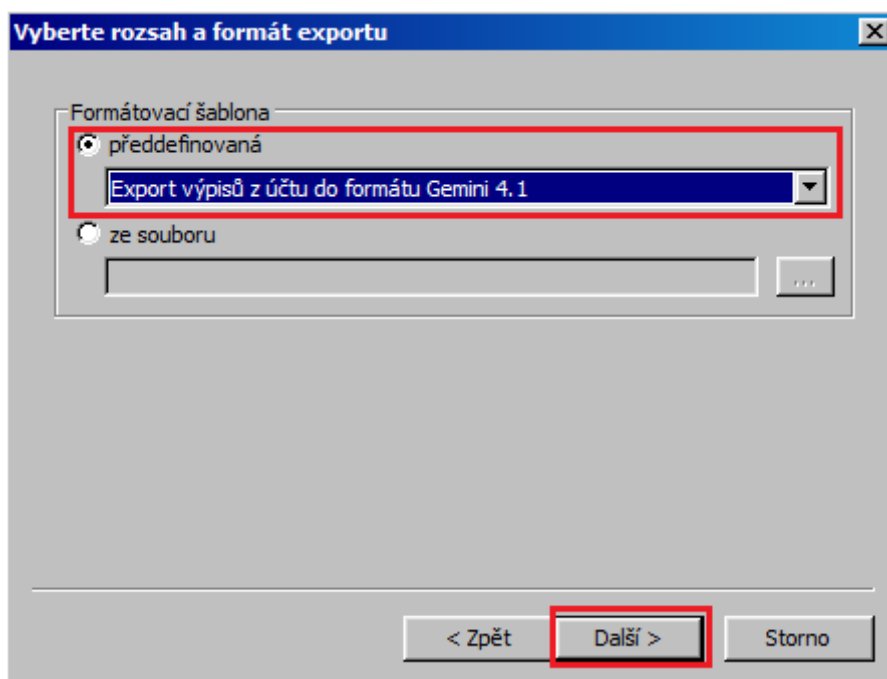 Vyberte rozsah a formát exportu
Formátovací šablona
předdefinovaná
Export výpisů z účtu do formátu Gemini 4.1
ze souboru
...
< Zpět
Další >
Storno